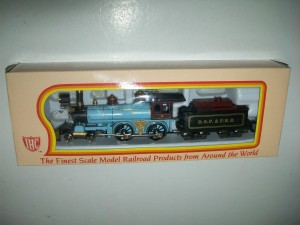 D.S.P. & P.R.R.
IHC
The Finest Scale Model Railroad Products from Around the World